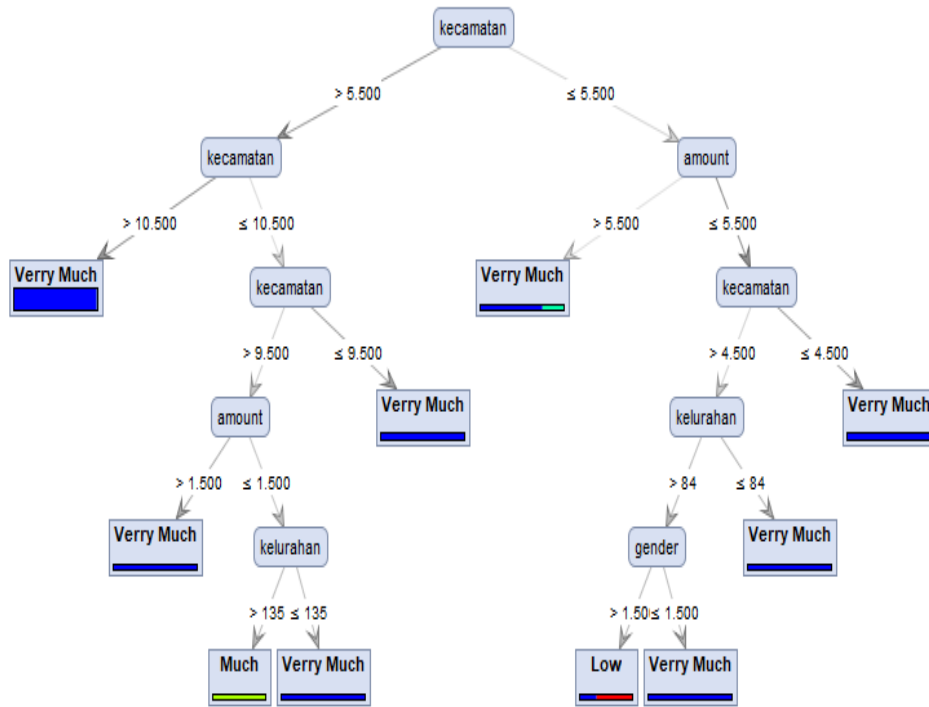 kecamatan
> 5.500
≤ 5.500
kecamatan
amount
> 10.500
≤ 10.500
> 5.500
≤ 5.500
Verry Much
kecamatan
Verry Much
kecamatan
> 9.500
≤ 9.500
> 4.500
≤ 4.500
amount
Verry Much
kelurahan
Verry Much
> 1.500
≤ 1.500
> 84
≤ 84
Verry Much
kelurahan
gender
Verry Much
> 135
≤ 135
> 1.50
≤ 1.500
Much
Verry Much
Low
Verry Much